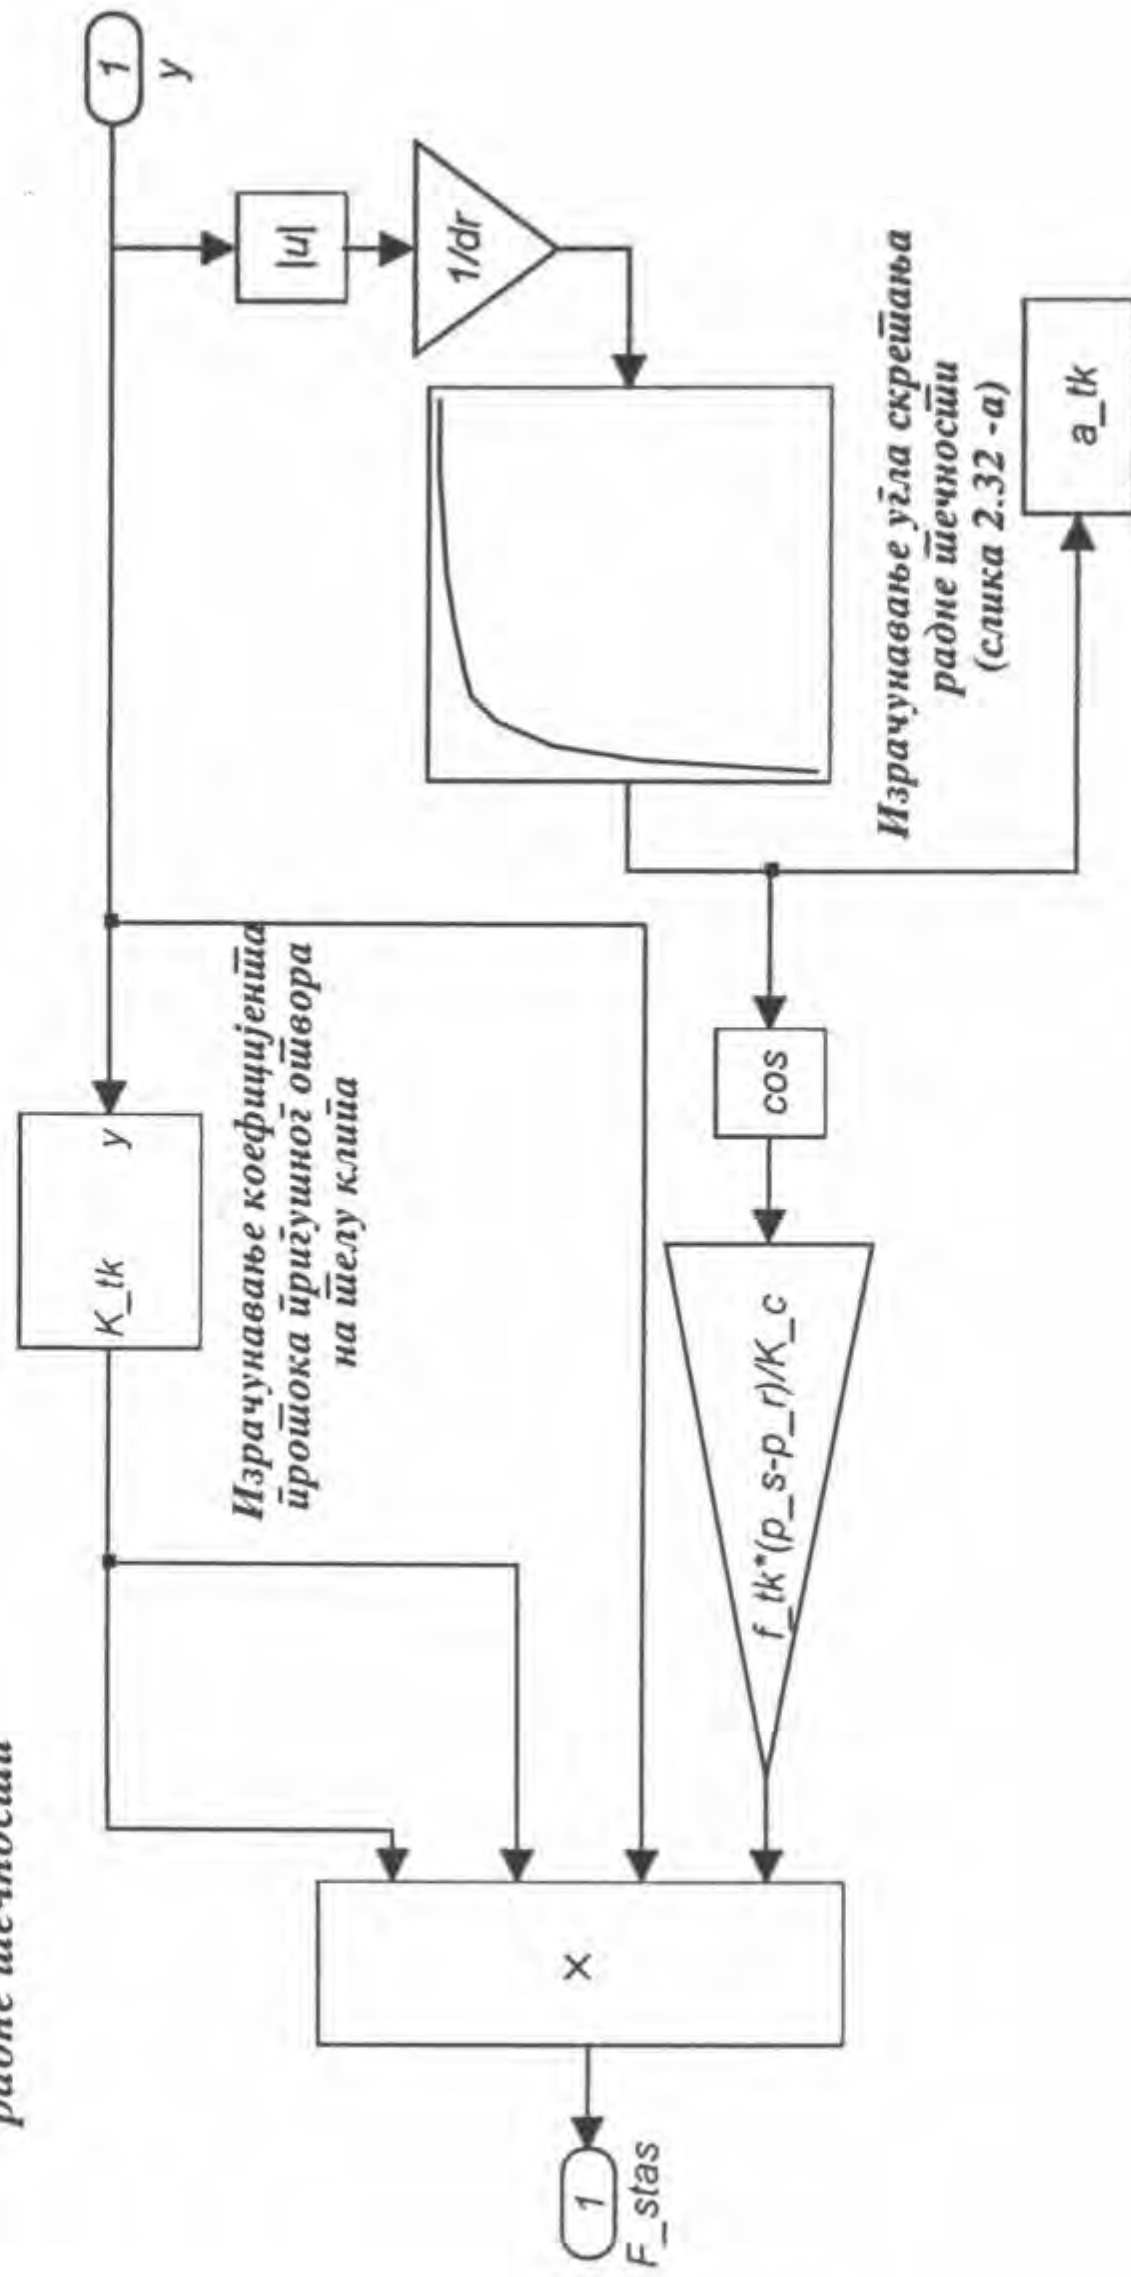 радне течности
1
y
|u|
1/dr
y
K_tk
Израчунавање коефицијента
протока пригушног отвора
на телу клипа
Израчунавање угла скретања
радне течности
(слика 2.32 -а)
a_tk
cos
f_tk*(p_s-p_r)/K_c
×
1
F_stas